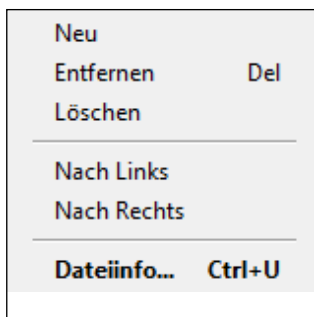 Neu
Entfernen Del
Löschen
Nach Links
Nach Rechts
Dateiinfo... Ctrl+U